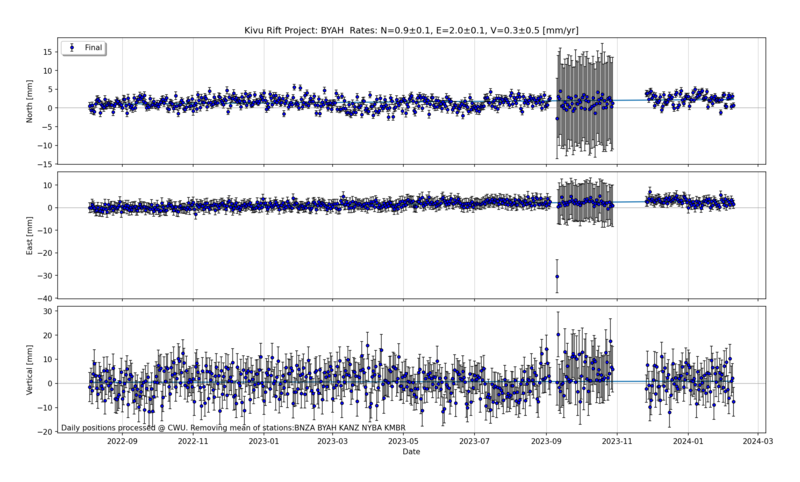 Kivu Rift Project: BYAH  Rates: N=0.9±0.1, E=2.0±0.1, V=0.3±0.5 [mm/yr]
Final
North [mm]
15
10
5
0
−5
−10
−15
East [mm]
10
0
−10
−20
−30
−40
Vertical [mm]
30
20
10
0
−10
−20
Daily positions processed @ CWU. Removing mean of stations:BNZA BYAH KANZ NYBA KMBR
2022-09 2022-11 2023-01 2023-03 2023-05 2023-07 2023-09 2023-11 2024-01 2024-03
Date